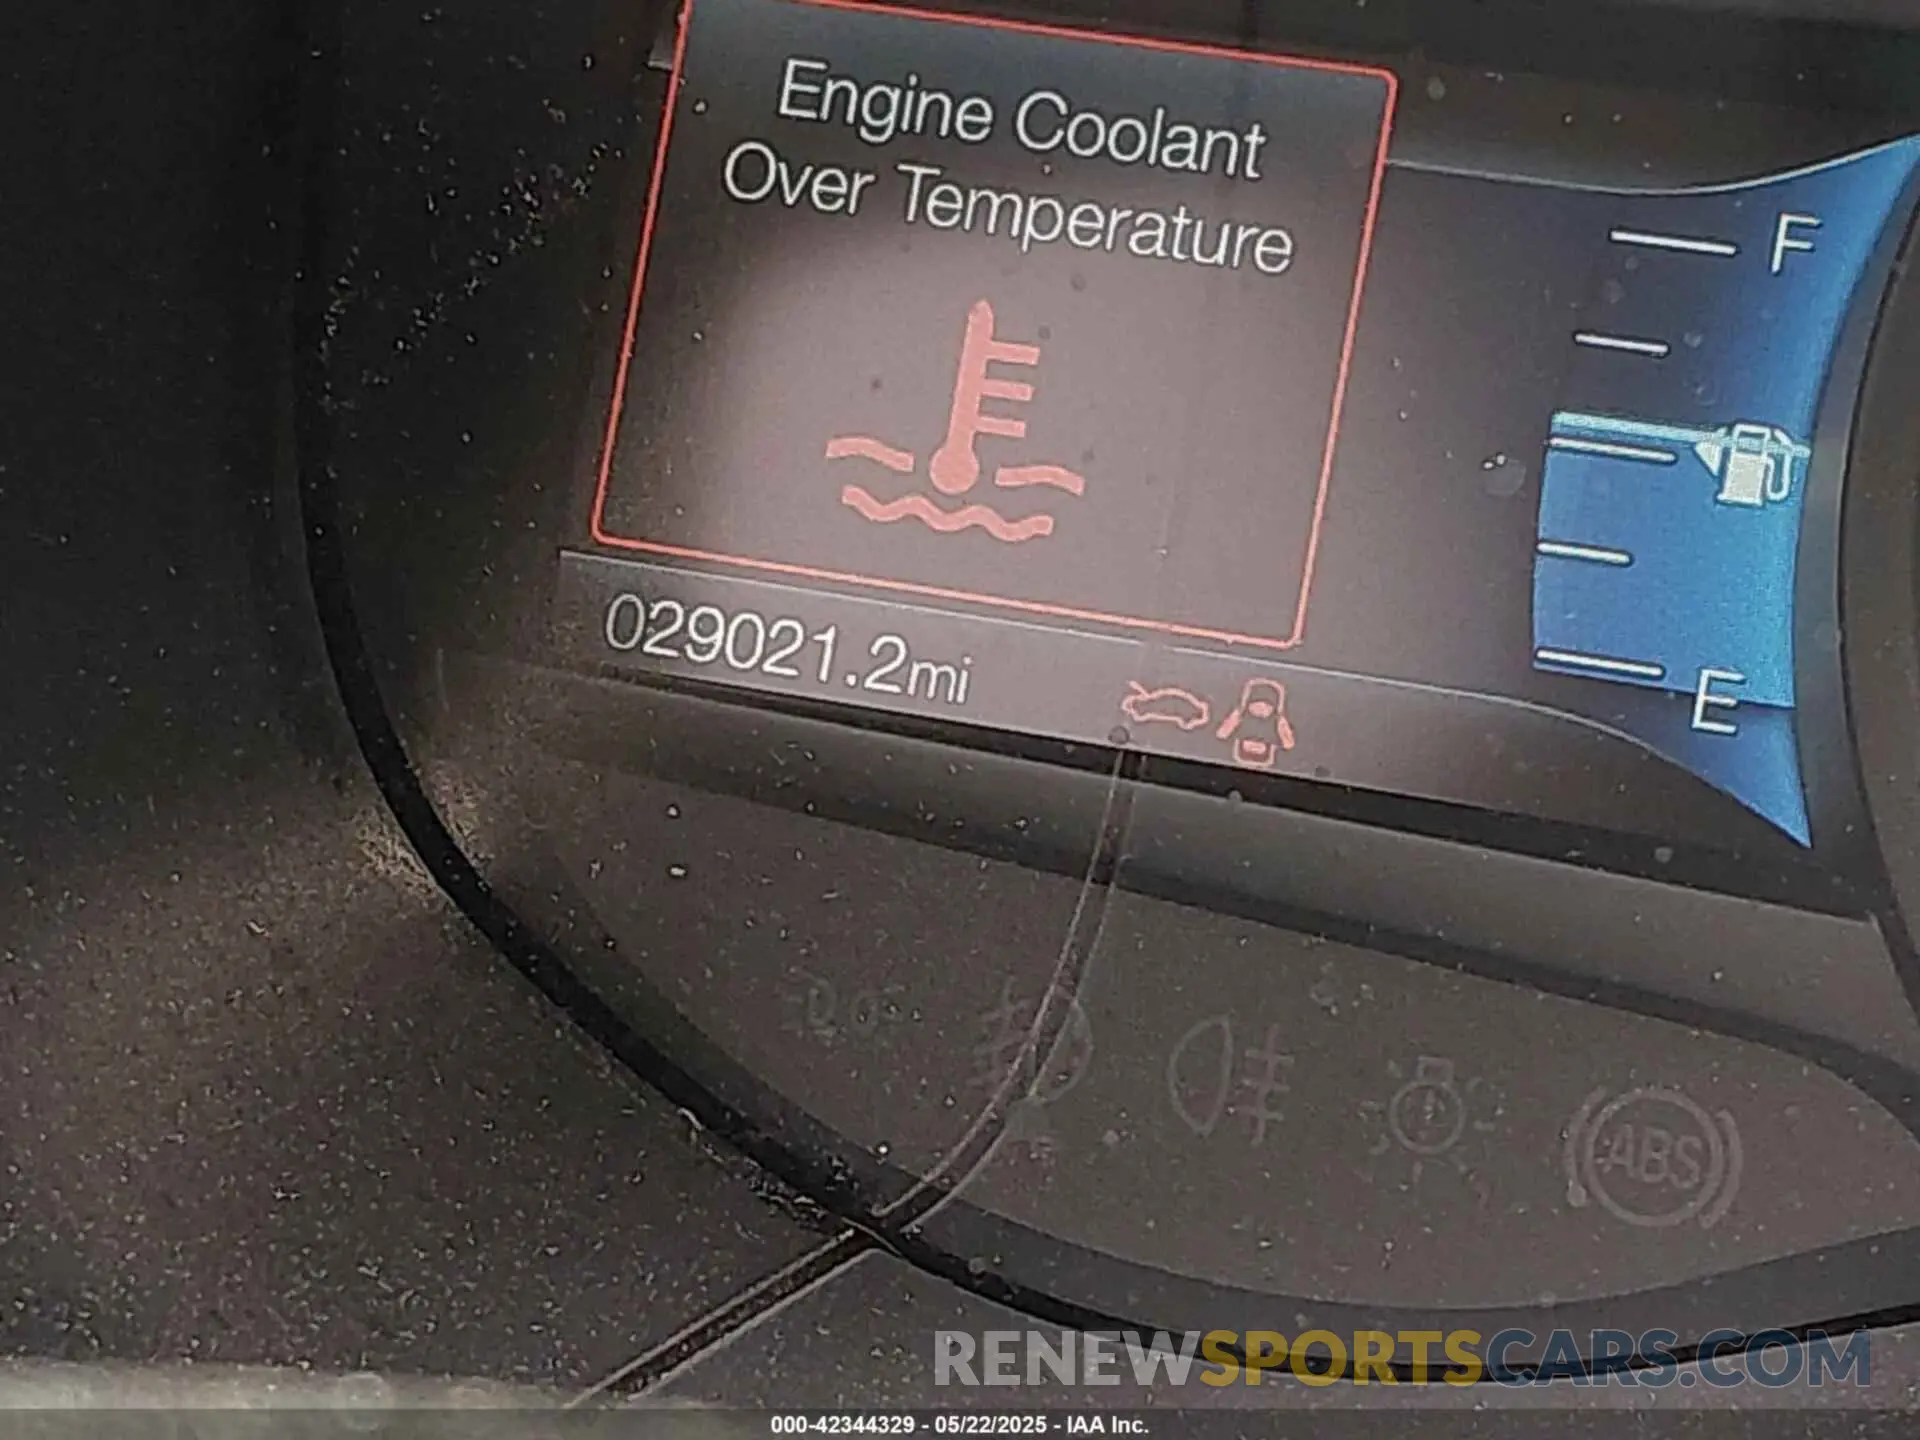 Engine Coolant
Over Temperature
F
029021.2mi
E
ABS
RENEWSPORTSCARS.COM
000-42344329 - 05/22/2025 - IAA Inc.